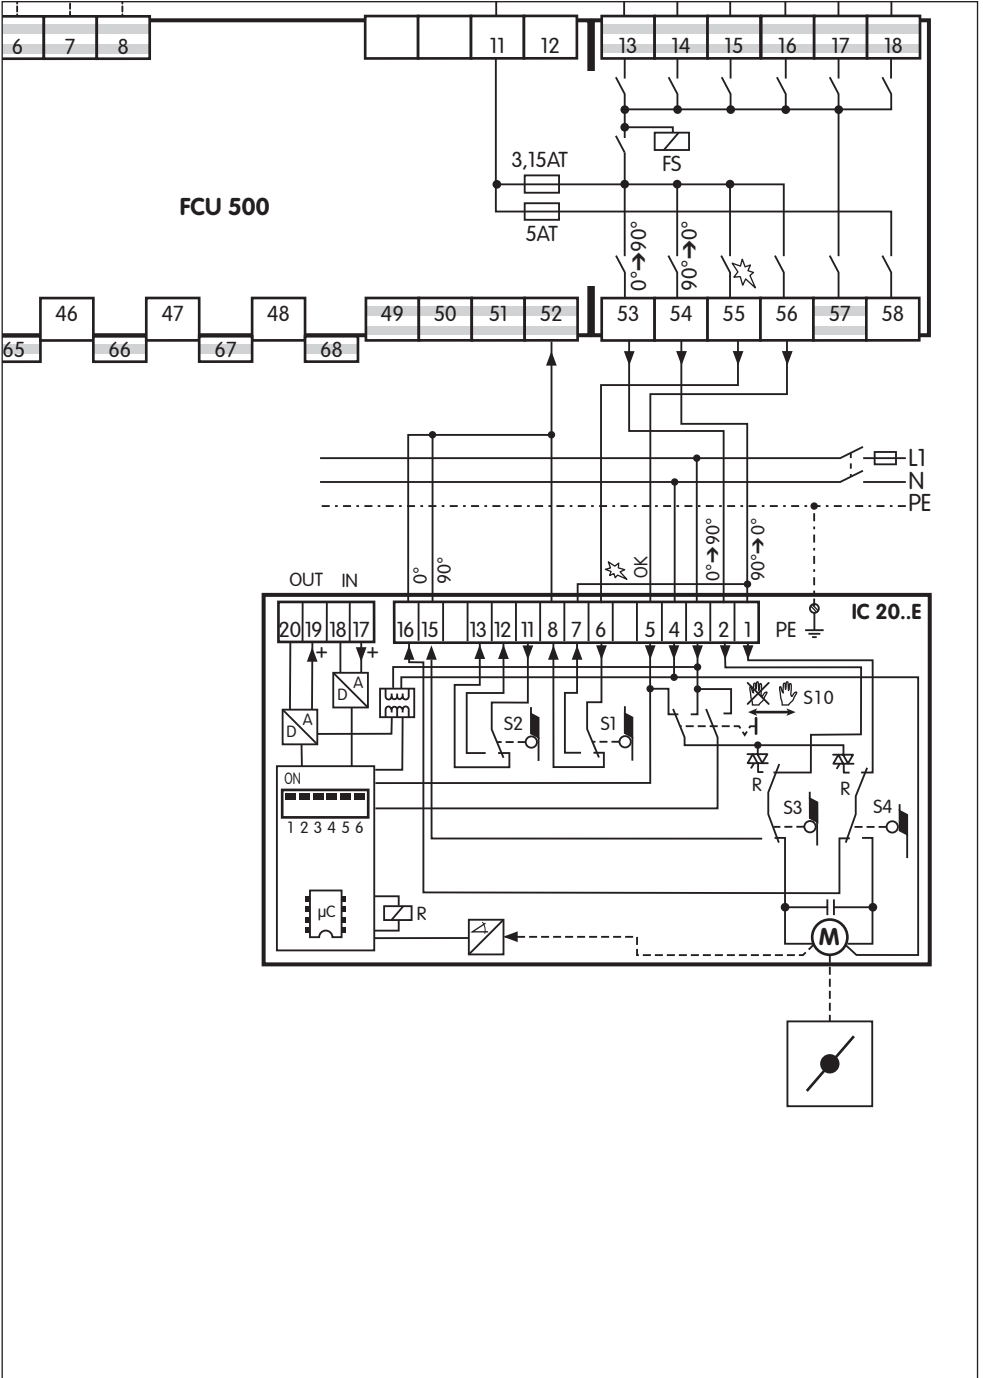 6 7 8 11 12 13 14 15 16 17 18
FS
3,15AT
FCU 500
5AT
0°→90°
90°→0°
46 47 48 49 50 51 52 53 54 55 56 57 58
65 66 67 68
L1
N
PE
0°
90°
OK
0°→90°
90°→0°
OUT IN
IC 20..E
20 19 18 17 16 15 13 12 11 8 7 6 5 4 3 2 1 PE
+ +
D A
S10
D A
S2 S1
ON
R R
S3 S4
1 2 3 4 5 6
µC R
M